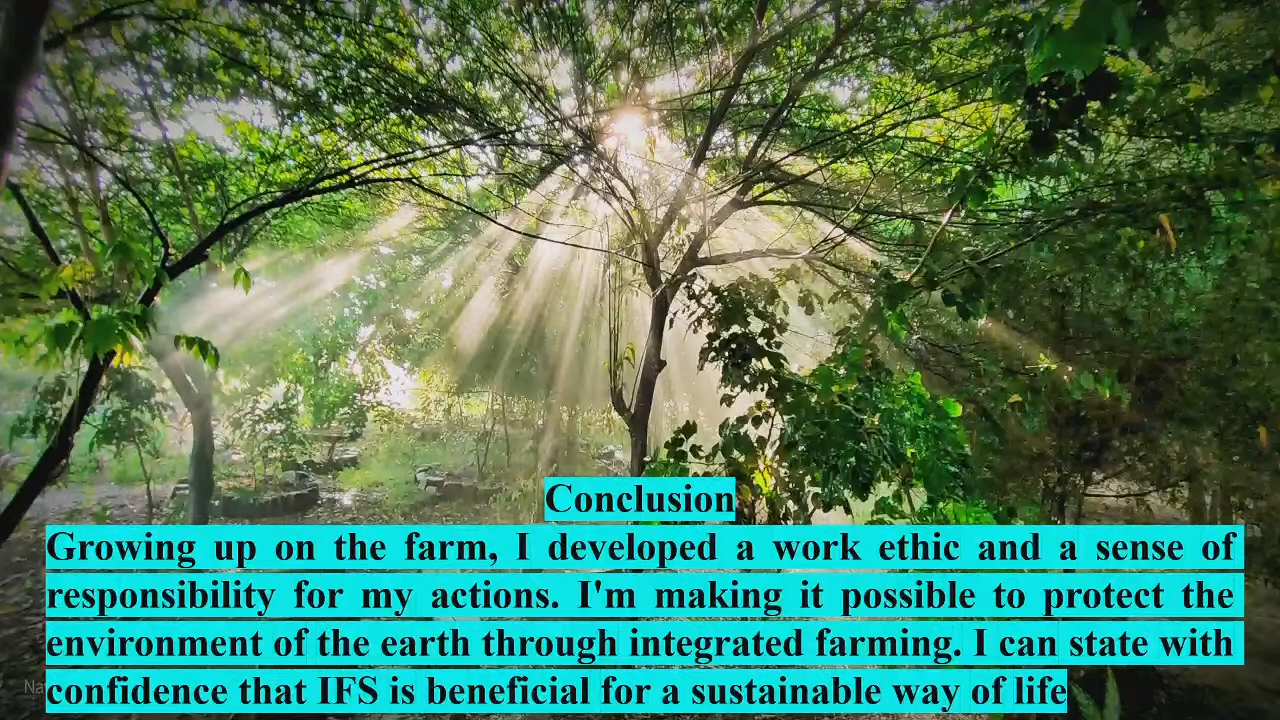 Conclusion
Growing up on the farm, I developed a work ethic and a sense of
responsibility for my actions. I'm making it possible to protect the
environment of the earth through integrated farming. I can state with
confidence that IFS is beneficial for a sustainable way of life